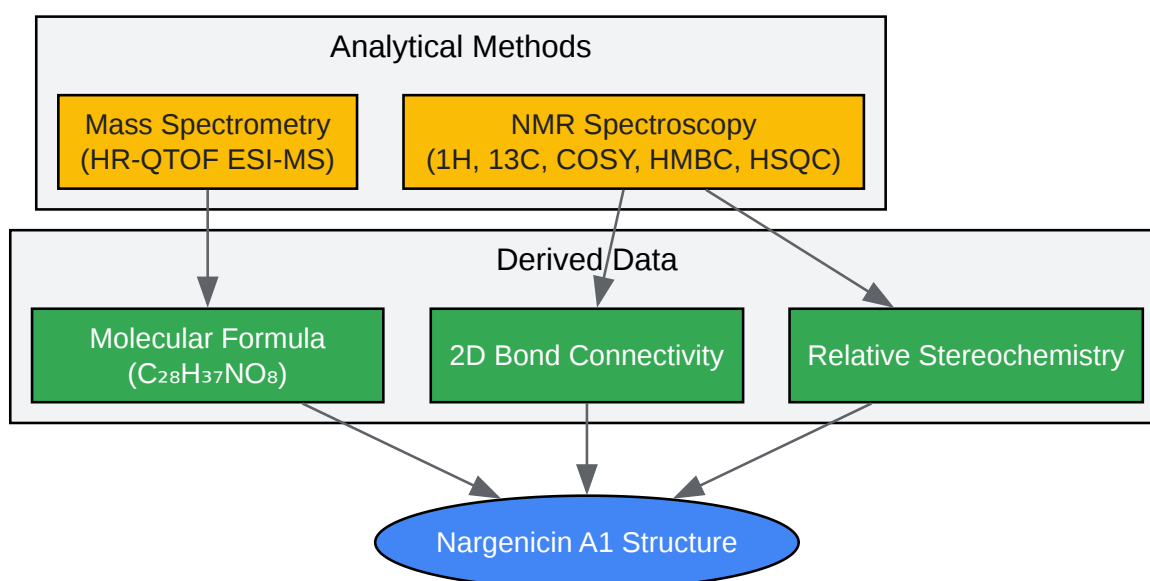 Analytical Methods
Mass Spectrometry
(HR-QTOF ESI-MS)
NMR Spectroscopy
(1H, 13C, COSY, HMBC, HSQC)
Derived Data
Molecular Formula
(C₂₈H₃₇NO₈)
2D Bond Connectivity
Relative Stereochemistry
Nargenicin A1 Structure